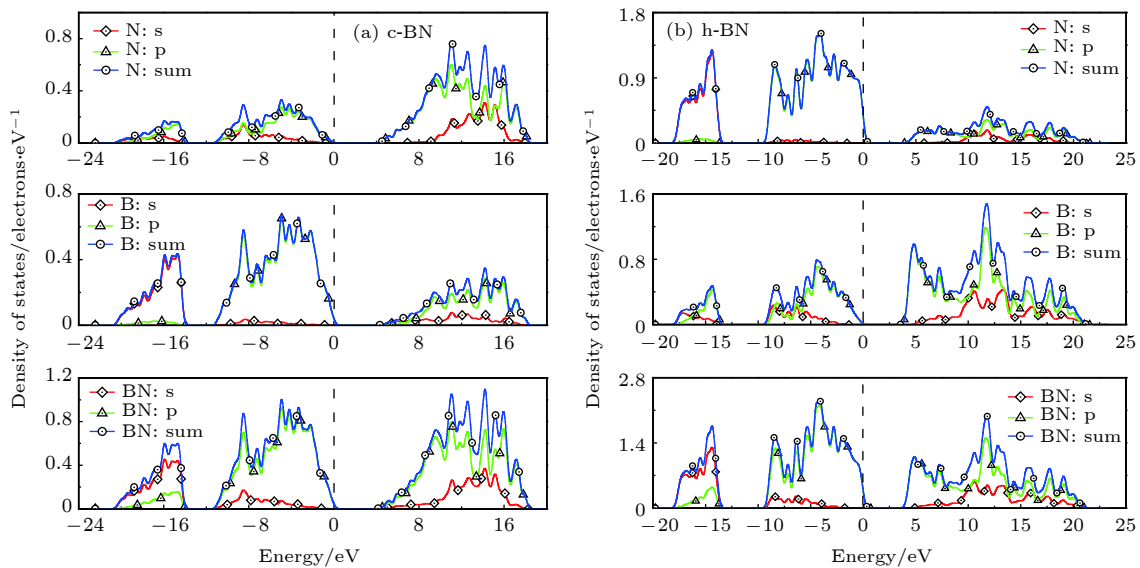 (a) c-BN
N: s
N: p
N: sum
0.8
0.4
0
−24
−16
−8
0
8
16
(b) h-BN
N: s
N: p
N: sum
1.8
0.9
0
−20
−15
−10
−5
0
5
10
15
20
25
B: s
B: p
B: sum
0.8
0.4
0
−24
−16
−8
0
8
16
B: s
B: p
B: sum
1.6
0.8
0
−20
−15
−10
−5
0
5
10
15
20
25
BN: s
BN: p
BN: sum
1.2
0.8
0.4
0
−24
−16
−8
0
8
16
BN: s
BN: p
BN: sum
2.8
1.4
0
−20
−15
−10
−5
0
5
10
15
20
25
Density of states/electrons·eV−1
Density of states/electrons·eV−1
Energy/eV
Energy/eV